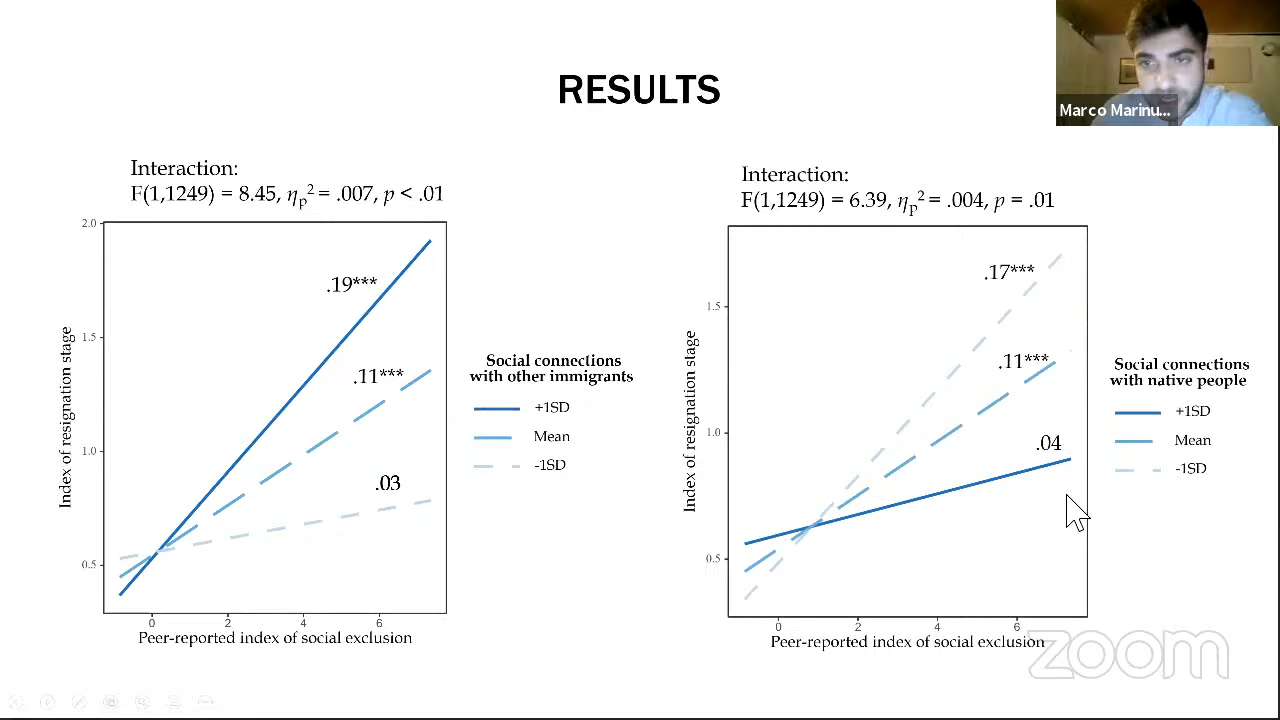 RESULTS
Marco Marinu...
Interaction:
F(1,1249) = 8.45, ηp² = .007, p < .01
2.0
1.5
1.0
0.5
0
2
4
6
Index of resignation stage
Peer-reported index of social exclusion
.19***
.11***
.03
Social connections
with other immigrants
+1SD
Mean
-1SD
Interaction:
F(1,1249) = 6.39, ηp² = .004, p = .01
1.5
1.0
0.5
0
2
4
6
Index of resignation stage
Peer-reported index of social exclusion
.17***
.11***
.04
Social connections
with native people
+1SD
Mean
-1SD
zoom